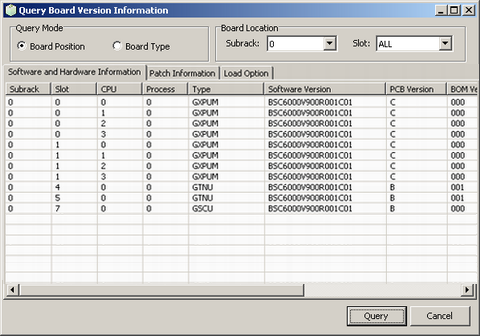 Query Board Version Information
Query Mode
Board Position Board Type
Board Location
Subrack: 0 Slot: ALL
Software and Hardware Information Patch Information Load Option
Subrack Slot CPU Process Type Software Version PCB Version BOM Ve
0 0 0 0 GXPUM BSC6000V900R001C01 C 000
0 0 1 0 GXPUM BSC6000V900R001C01 C 000
0 0 2 0 GXPUM BSC6000V900R001C01 C 000
0 0 3 0 GXPUM BSC6000V900R001C01 C 000
0 1 0 0 GXPUM BSC6000V900R001C01 C 000
0 1 1 0 GXPUM BSC6000V900R001C01 C 000
0 1 2 0 GXPUM BSC6000V900R001C01 C 000
0 1 3 0 GXPUM BSC6000V900R001C01 C 000
0 4 0 0 GTNU BSC6000V900R001C01 B 001
0 5 0 0 GTNU BSC6000V900R001C01 B 001
0 7 0 0 GSCU BSC6000V900R001C01 B 000
Query Cancel